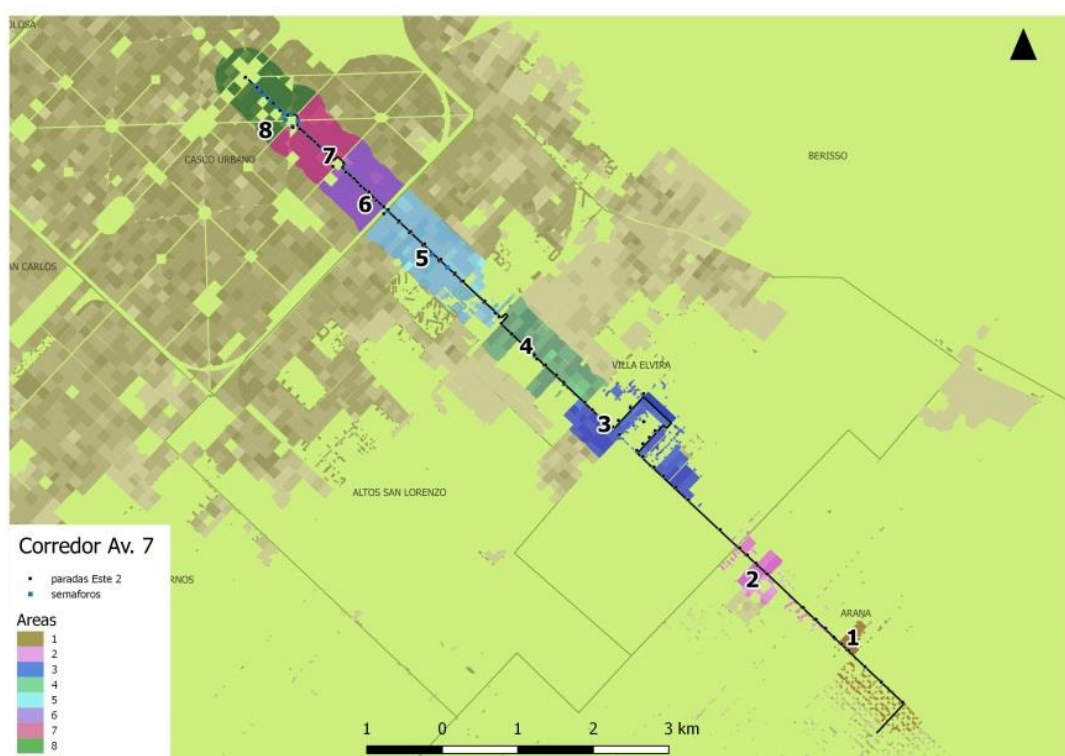 OLOSA
BERISSO
8
CASCO URBANO
7
6
AN CARLOS
5
4
VILLA ELVIRA
3
ALTOS SAN LORENZO
2
ARANA
1
RNOS
Corredor Av. 7
paradas Este 2
semaforos
Areas
1
2
3
4
5
6
7
8
1 0 1 2 3 km